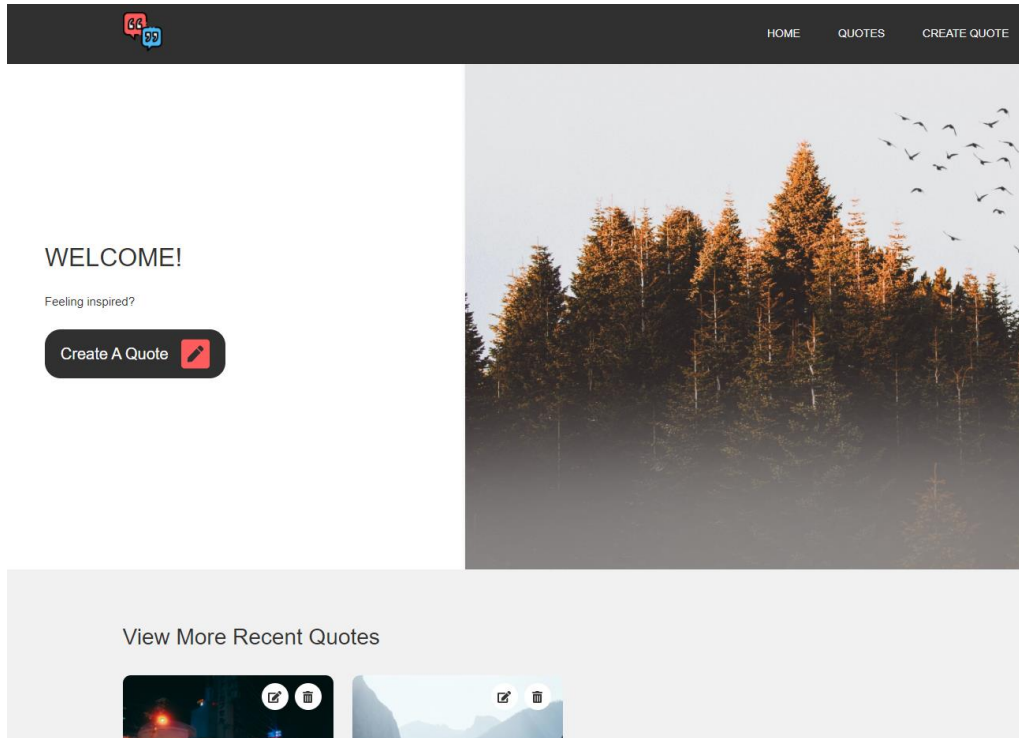 HOME QUOTES CREATE QUOTE
WELCOME!
Feeling inspired?
Create A Quote
View More Recent Quotes